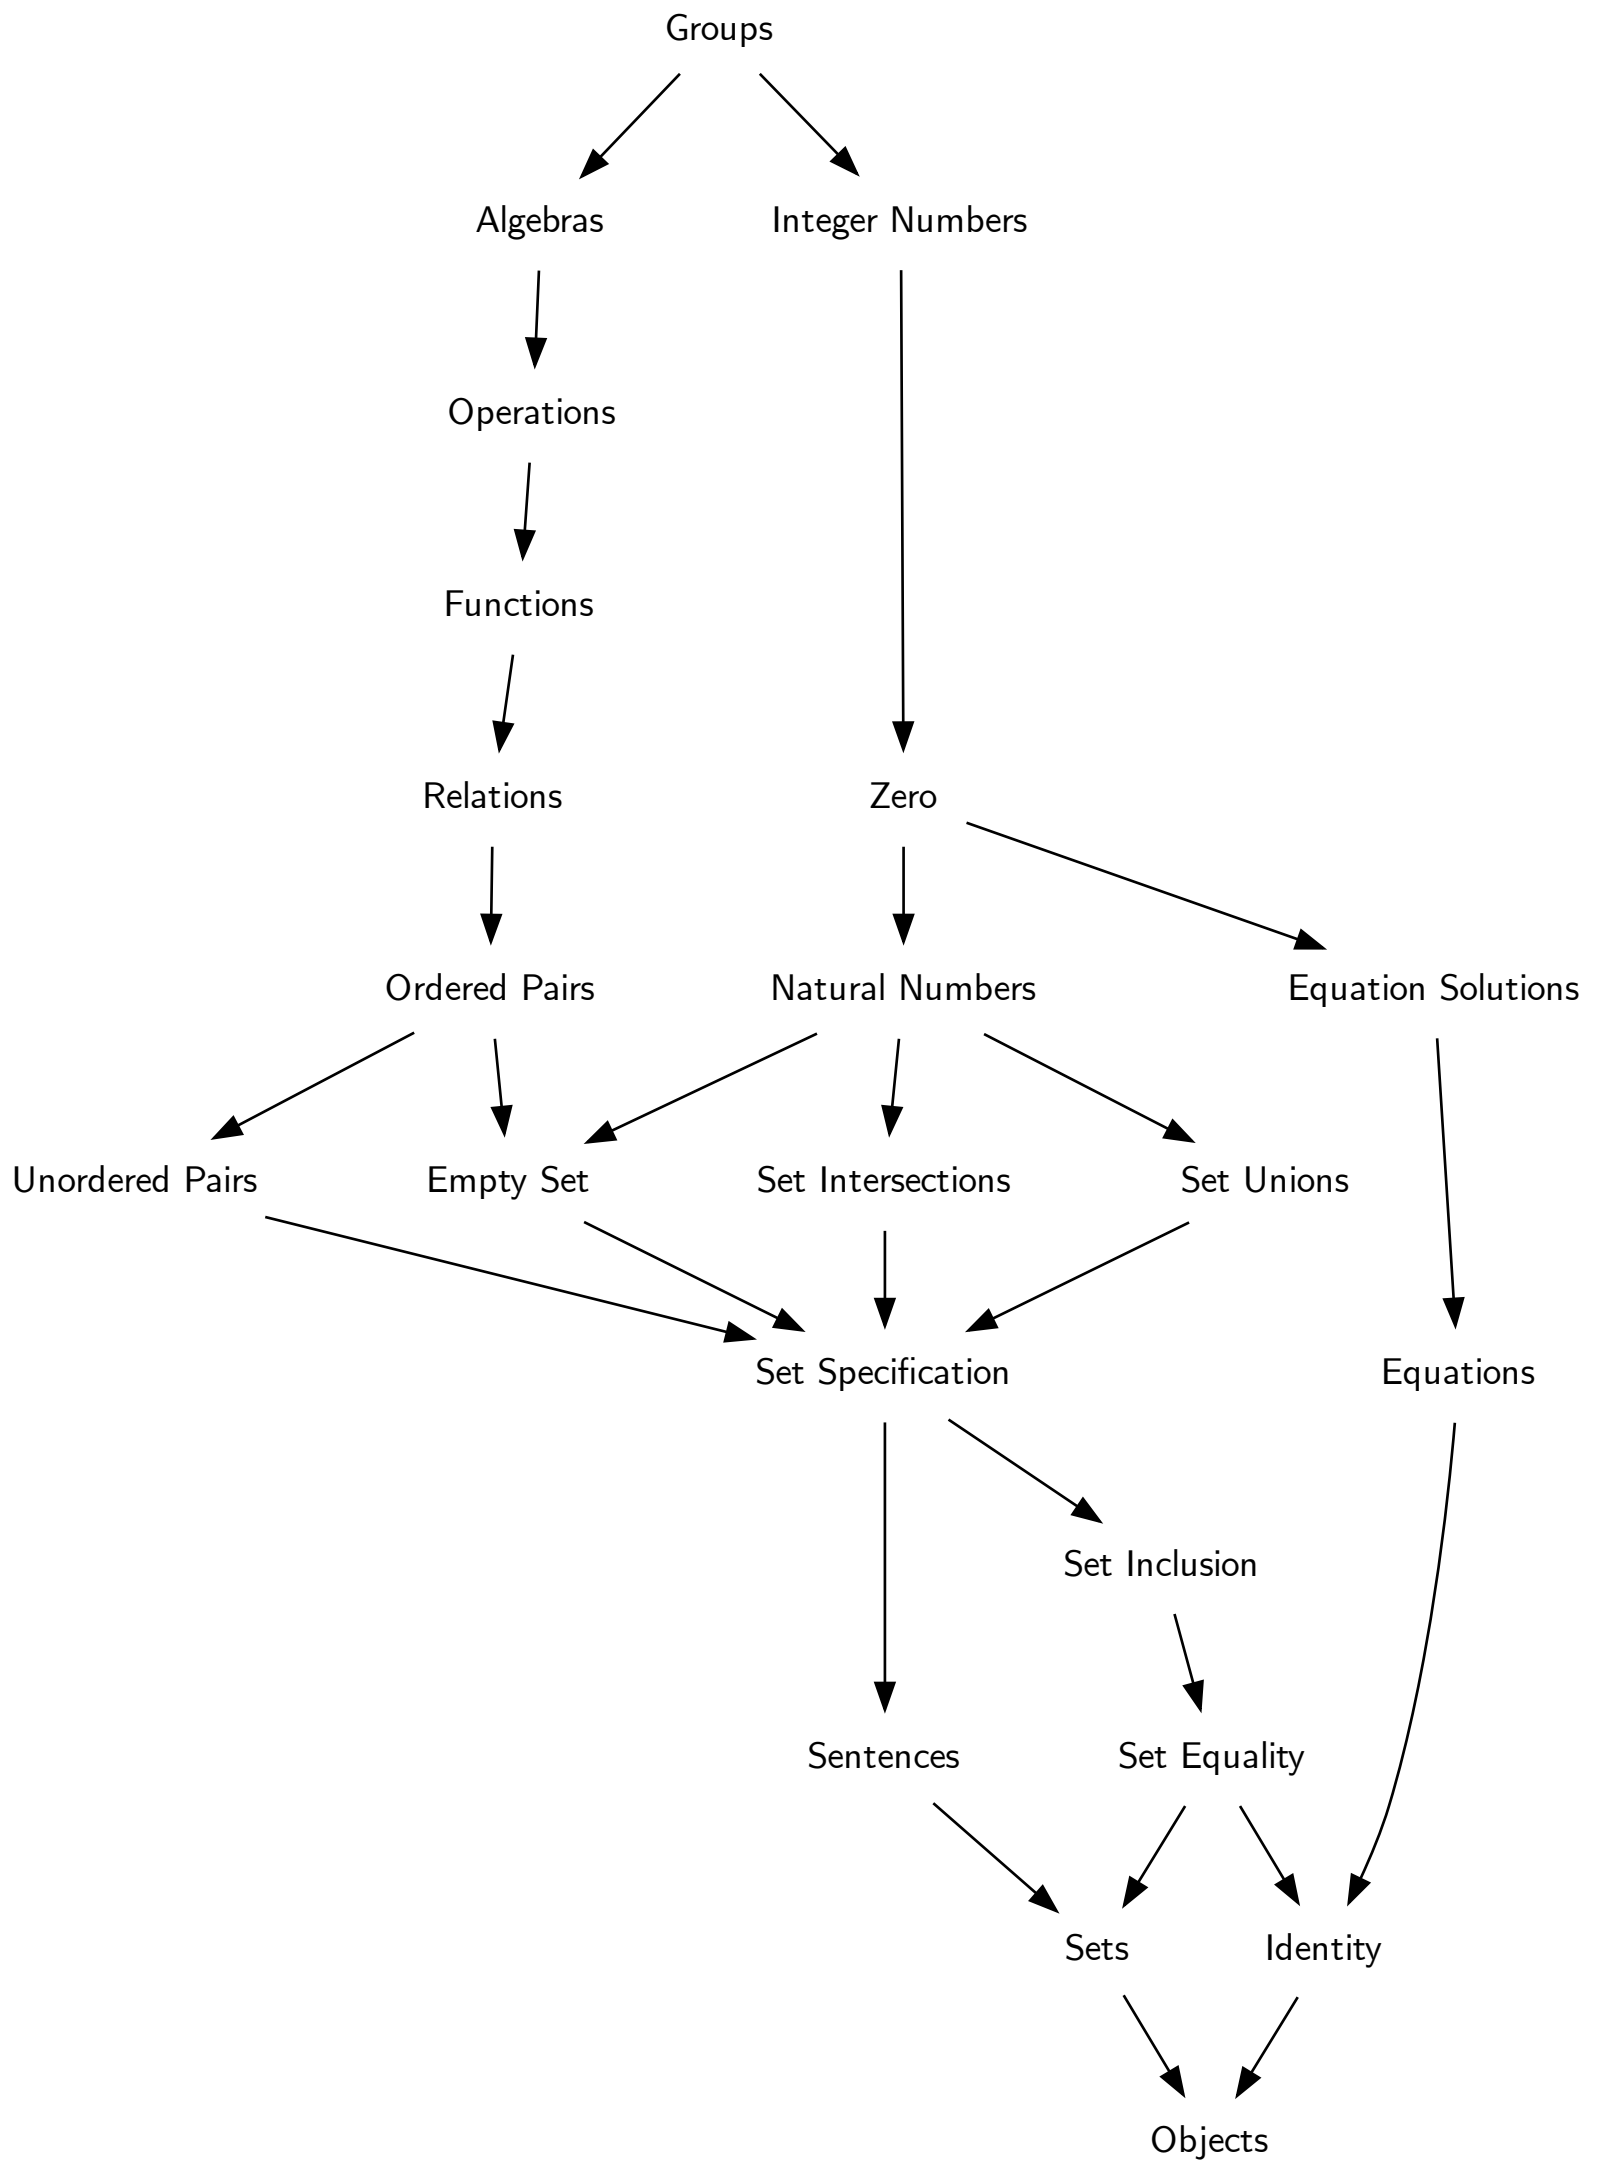 Groups
Algebras
Integer Numbers
Operations
Functions
Relations
Zero
Ordered Pairs
Natural Numbers
Equation Solutions
Unordered Pairs
Empty Set
Set Intersections
Set Unions
Set Specification
Equations
Set Inclusion
Sentences
Set Equality
Sets
Identity
Objects